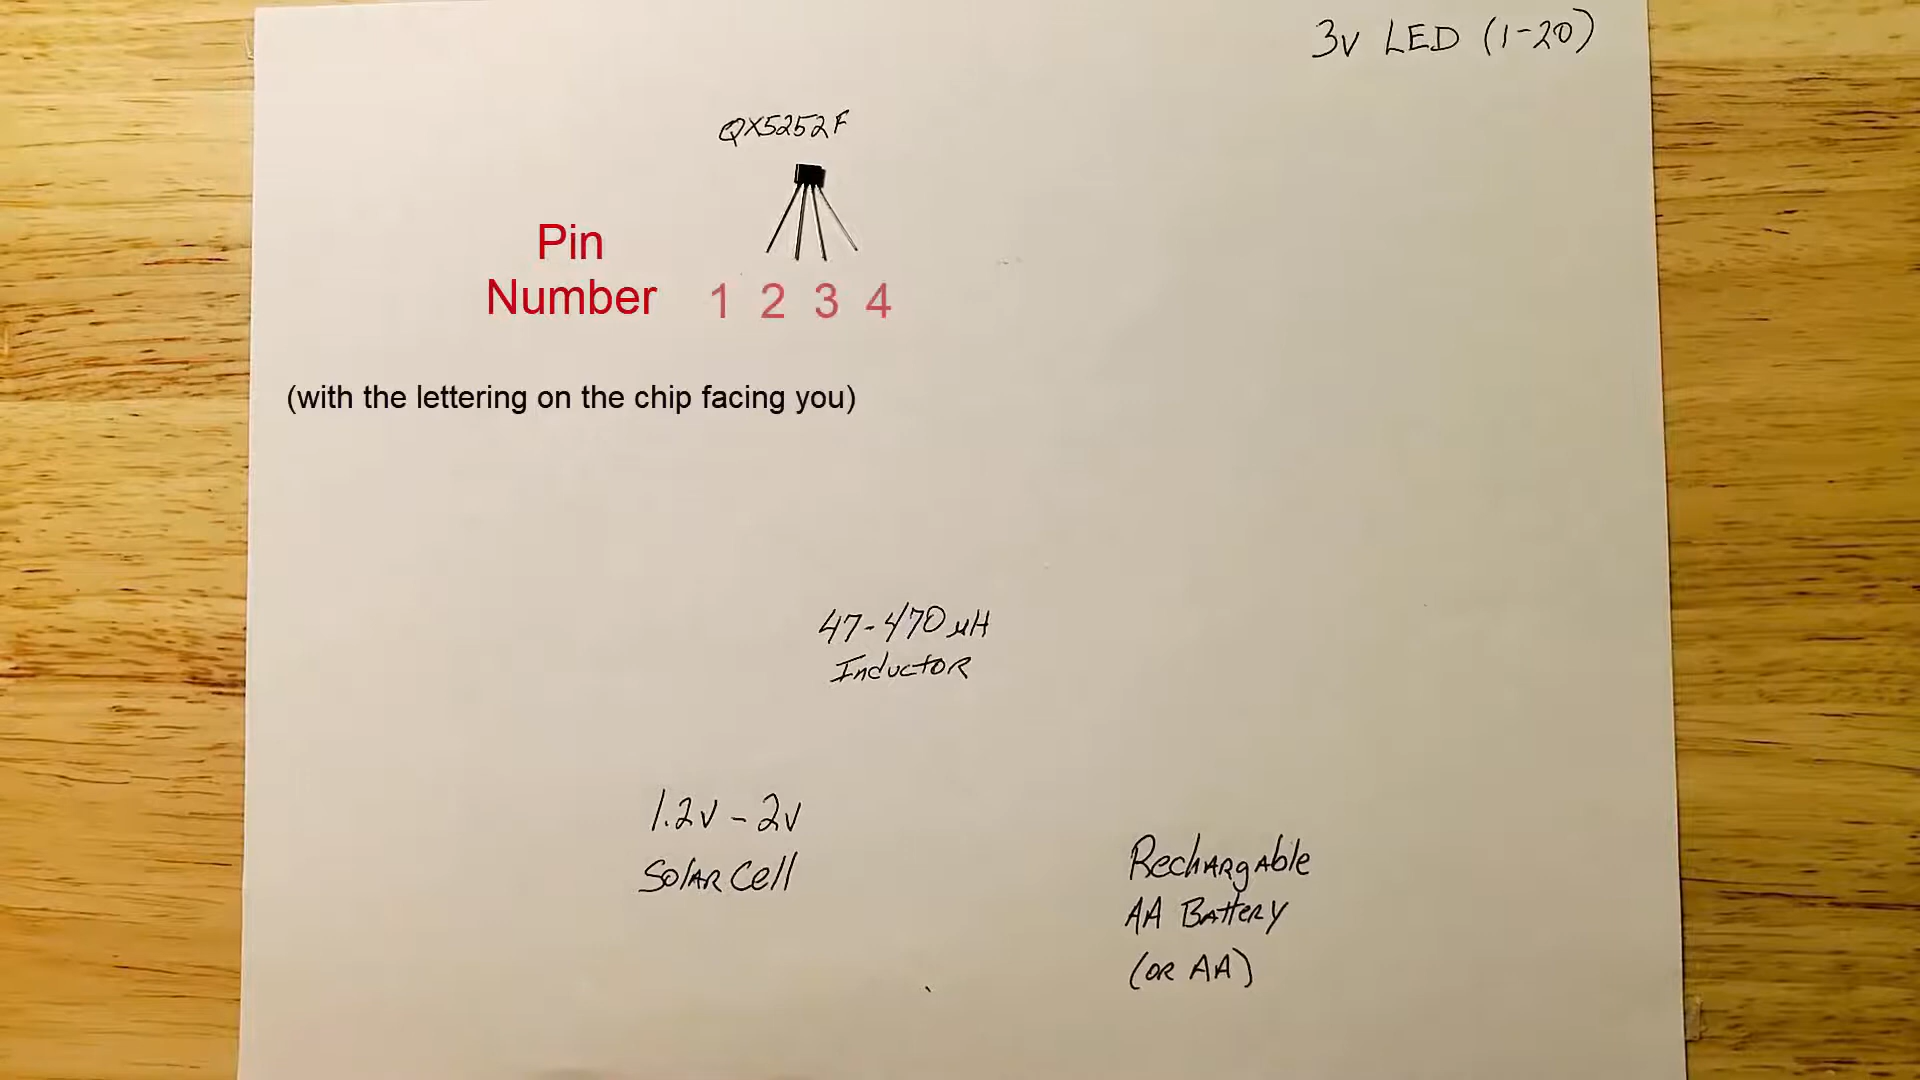 3v LED (1-20)
QX5252F
Pin
Number 1 2 3 4
(with the lettering on the chip facing you)
47-470 µH
Inductor
1.2v - 2v
Solar Cell
Rechargable
AA Battery
(or AA)